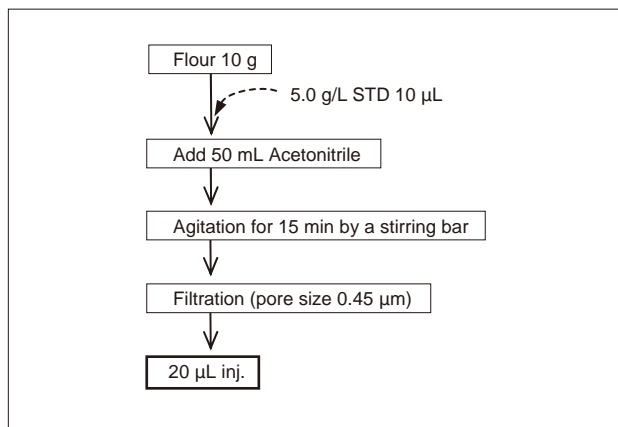 Flour 10 g
5.0 g/L STD 10 µL
Add 50 mL Acetonitrile
Agitation for 15 min by a stirring bar
Filtration (pore size 0.45 µm)
20 µL inj.